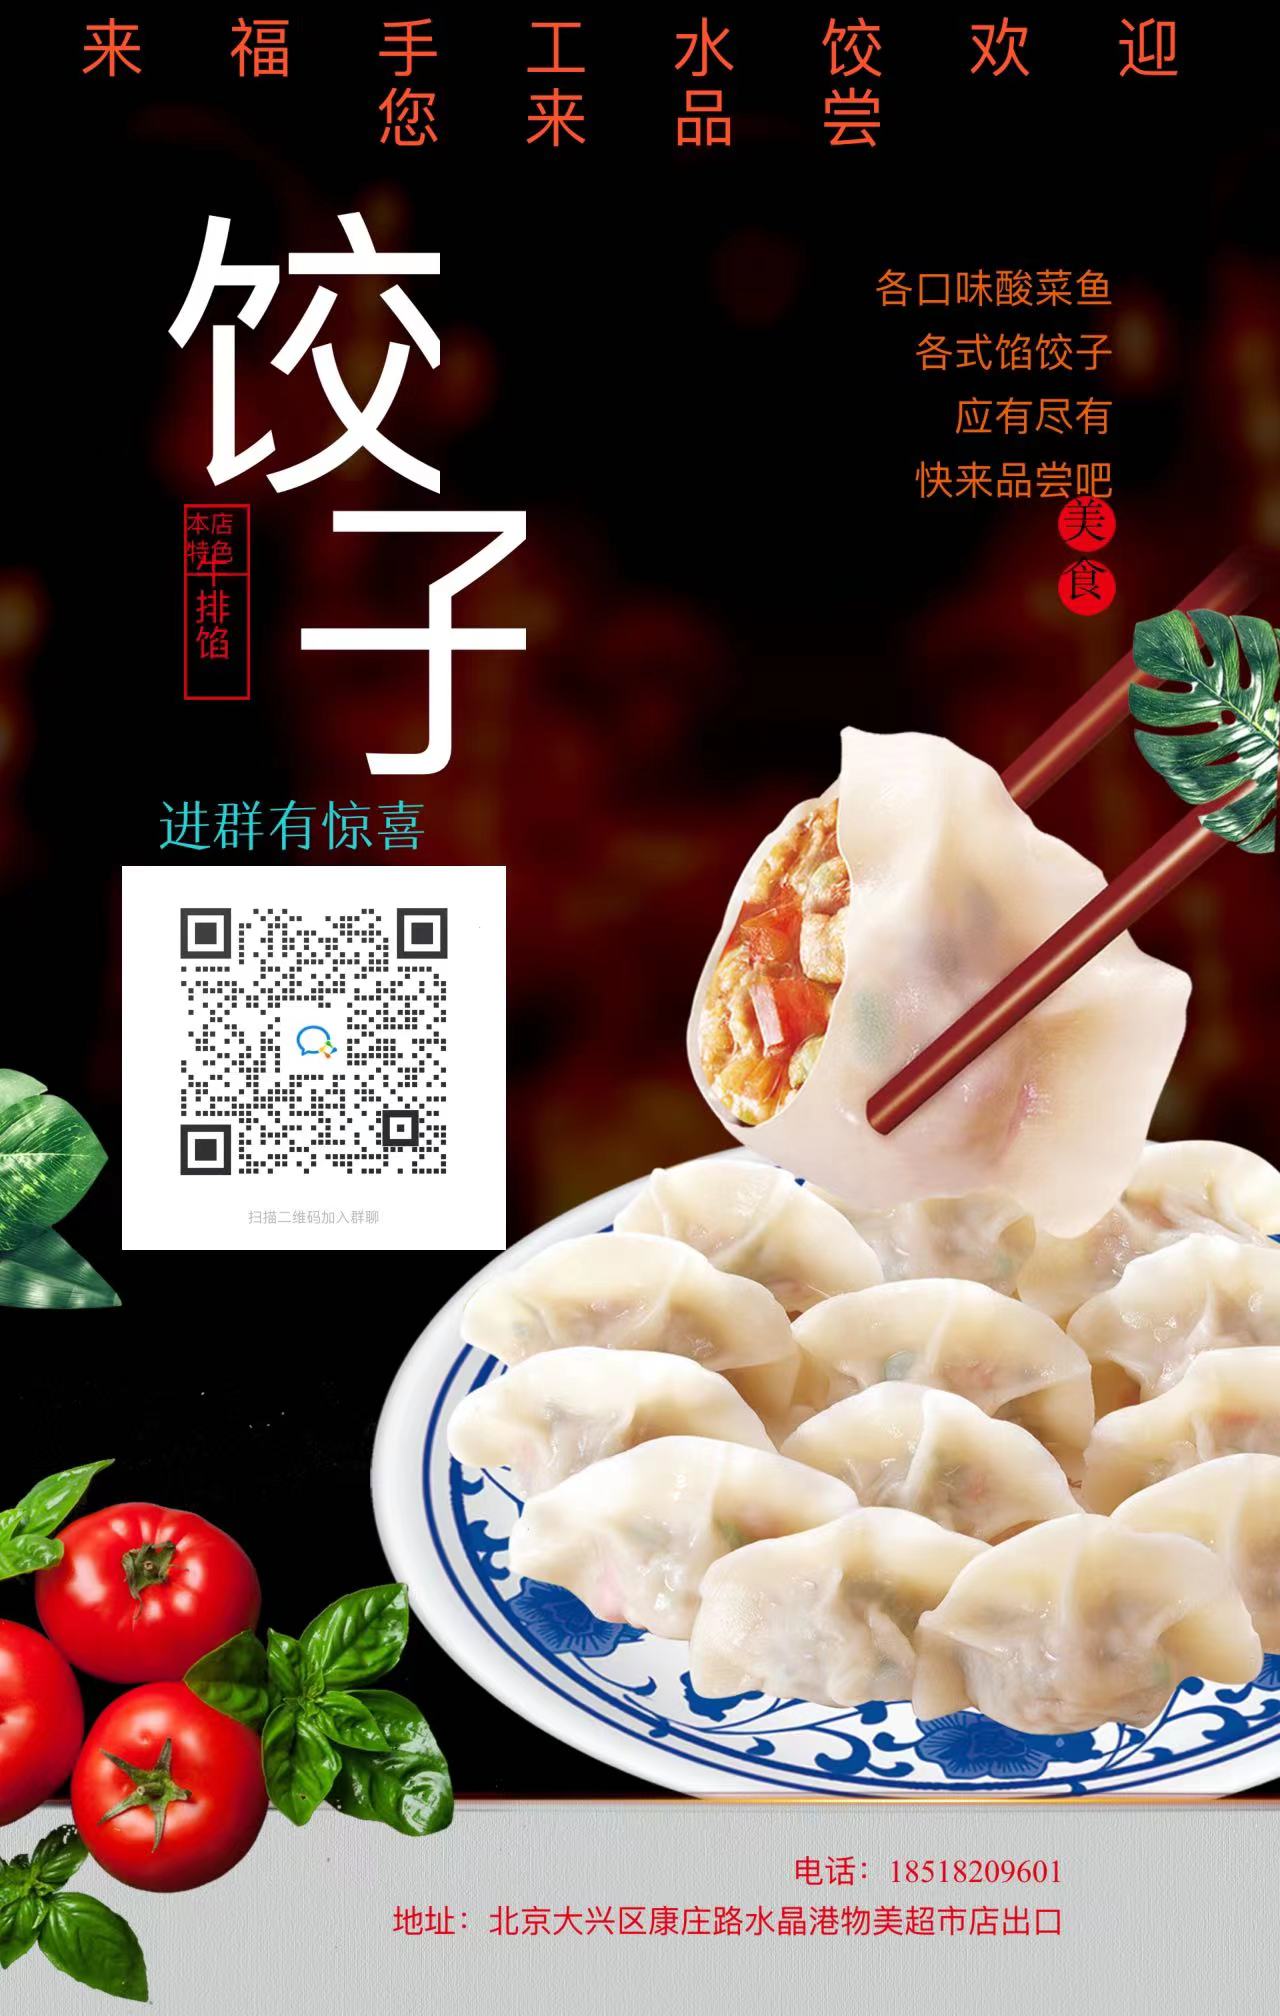 来福手工水饺欢迎
您来品尝
饺
子
各口味酸菜鱼
各式馅饺子
应有尽有
快来品尝吧
美
食
本店
特色
排
馅
进群有惊喜
扫描二维码加入群聊
电话：18518209601
地址：北京大兴区康庄路水晶港物美超市店出口